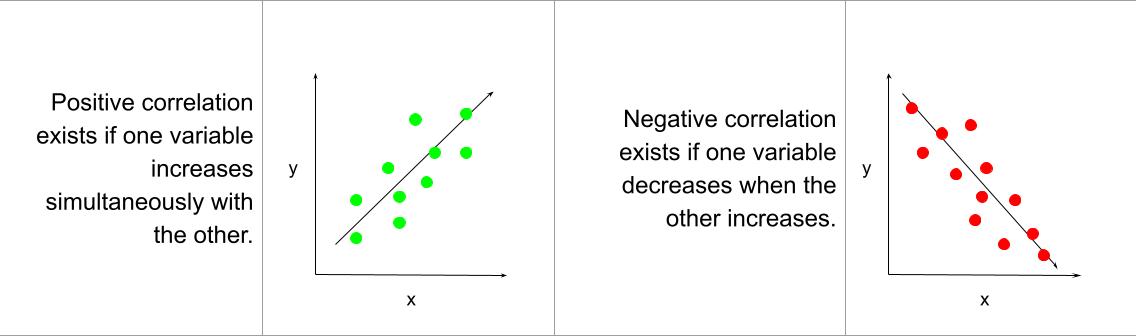 Positive correlation
exists if one variable
increases
simultaneously with
the other.
y
x
Negative correlation
exists if one variable
decreases when the
other increases.
y
x